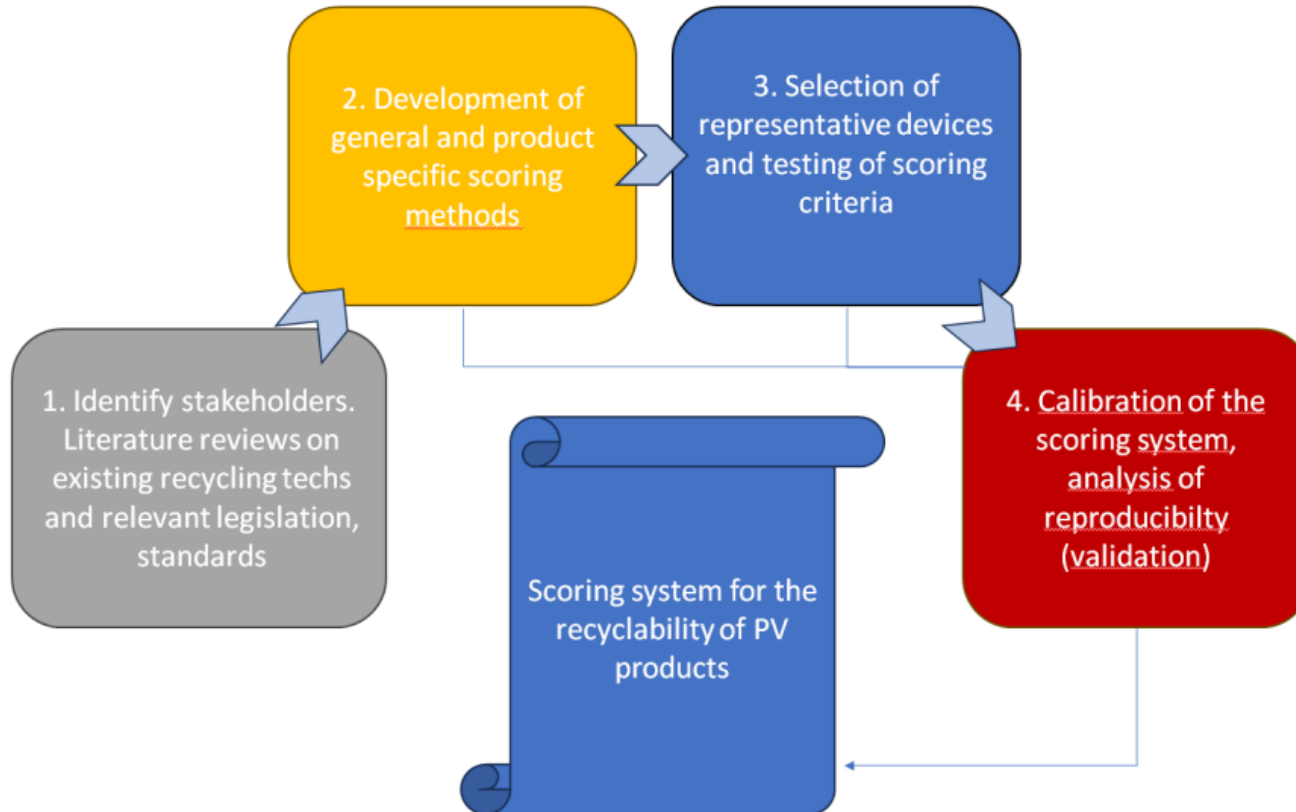 2. Development of
general and product
specific scoring
methods
3. Selection of
representative devices
and testing of scoring
criteria
1. Identify stakeholders.
Literature reviews on
existing recycling techs
and relevant legislation,
standards
4. Calibration of the
scoring system,
analysis of
reproducibilty
(validation)
Scoring system for the
recyclability of PV
products